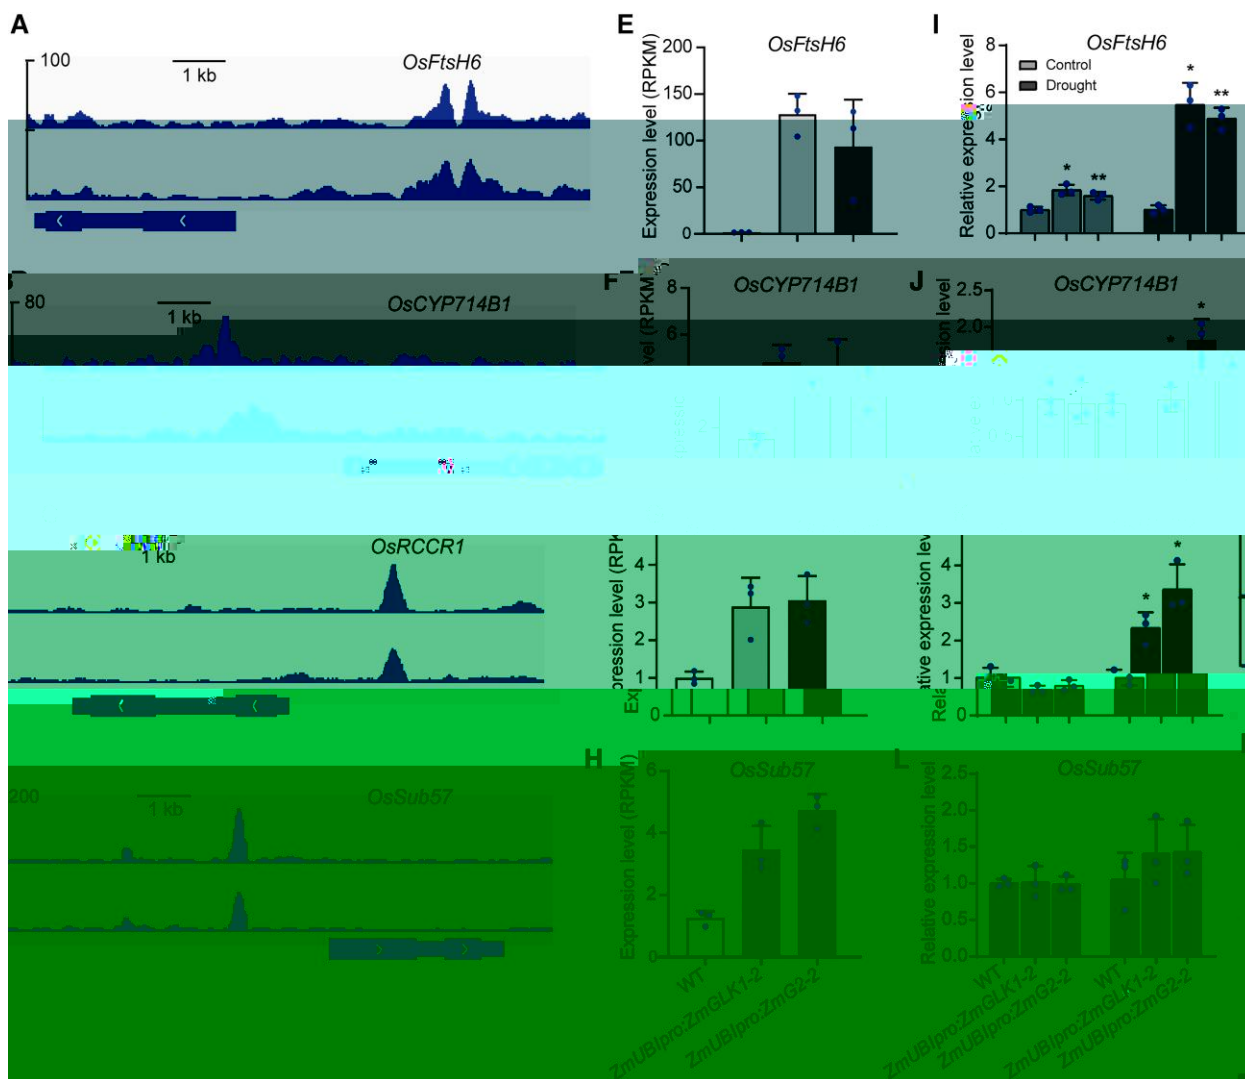 A
100
1 kb
OsFtsH6
E
Expression level (RPKM)
200
150
100
50
0
OsFtsH6
I
Relative expression level
8
6
4
2
0
OsFtsH6
Control
Drought
*
**
*
**
80
1 kb
OsCYP714B1
F
8
6
2
OsCYP714B1
J
2.5
2.0
0.5
OsCYP714B1
*
*
1 kb
OsRCCR1
4
3
2
1
0
4
3
2
1
0
*
*
200
1 kb
OsSub57
H
Expression level (RPKM)
6
4
2
0
OsSub57
WT
ZmUBIpro:ZmGLK1-2
ZmUBIpro:ZmG2-2
L
Relative expression level
2.5
2.0
1.5
1.0
0.5
0.0
OsSub57
WT
ZmUBIpro:ZmGLK1-2
ZmUBIpro:ZmG2-2
WT
ZmUBIpro:ZmGLK1-2
ZmUBIpro:ZmG2-2